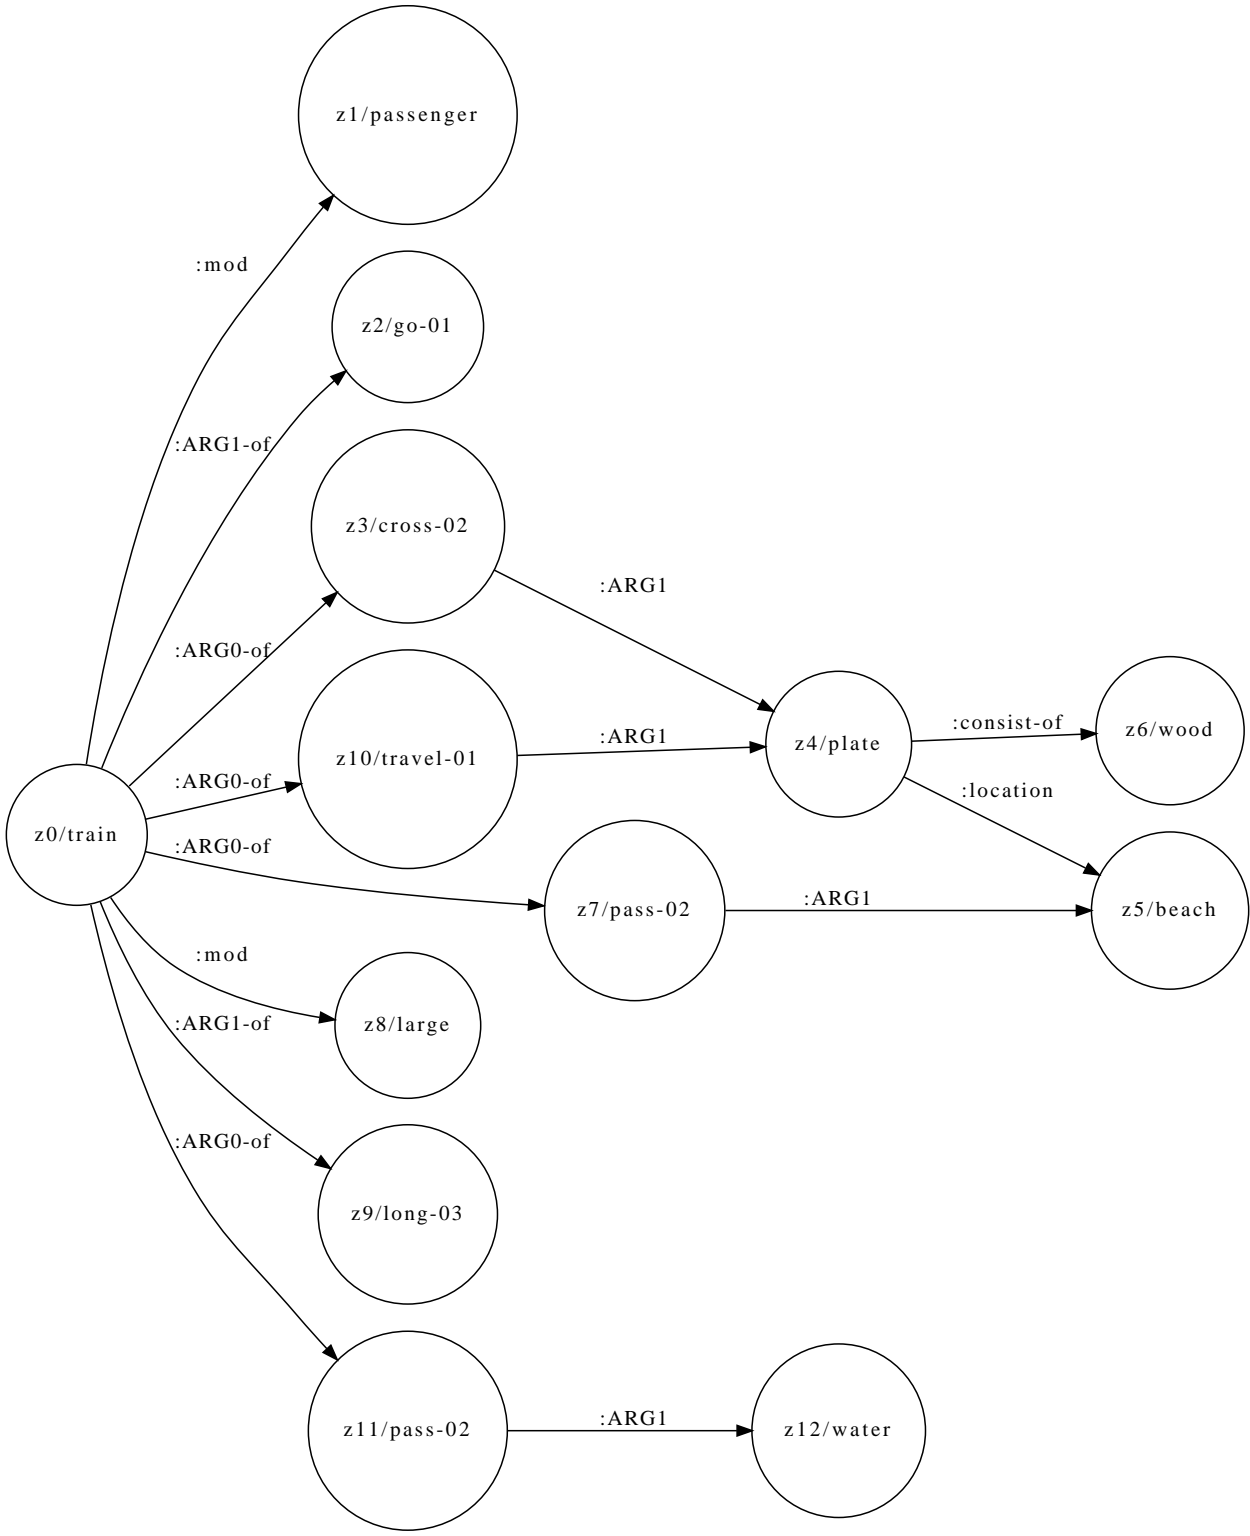 z1/passenger
:mod
z2/go-01
:ARG1-of
z3/cross-02
:ARG1
:ARG0-of
z10/travel-01
:ARG1
z4/plate
:consist-of
z6/wood
:ARG0-of
:location
z0/train
:ARG0-of
z7/pass-02
:ARG1
z5/beach
:mod
z8/large
:ARG1-of
z9/long-03
:ARG0-of
z11/pass-02
:ARG1
z12/water